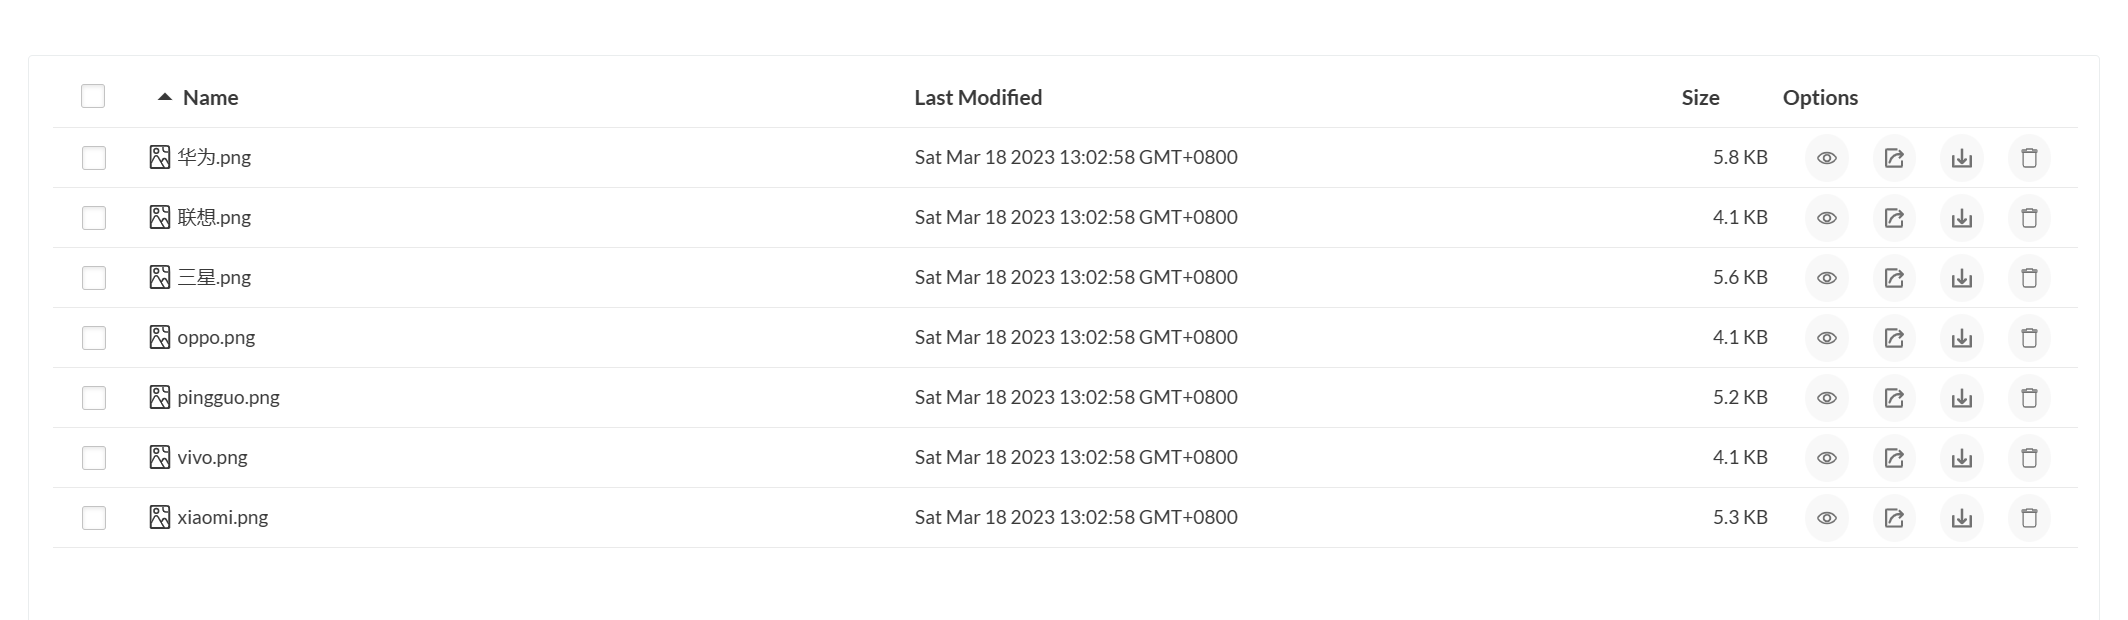 Name Last Modified Size Options
华为.png Sat Mar 18 2023 13:02:58 GMT+0800 5.8 KB
联想.png Sat Mar 18 2023 13:02:58 GMT+0800 4.1 KB
三星.png Sat Mar 18 2023 13:02:58 GMT+0800 5.6 KB
oppo.png Sat Mar 18 2023 13:02:58 GMT+0800 4.1 KB
pingguo.png Sat Mar 18 2023 13:02:58 GMT+0800 5.2 KB
vivo.png Sat Mar 18 2023 13:02:58 GMT+0800 4.1 KB
xiaomi.png Sat Mar 18 2023 13:02:58 GMT+0800 5.3 KB